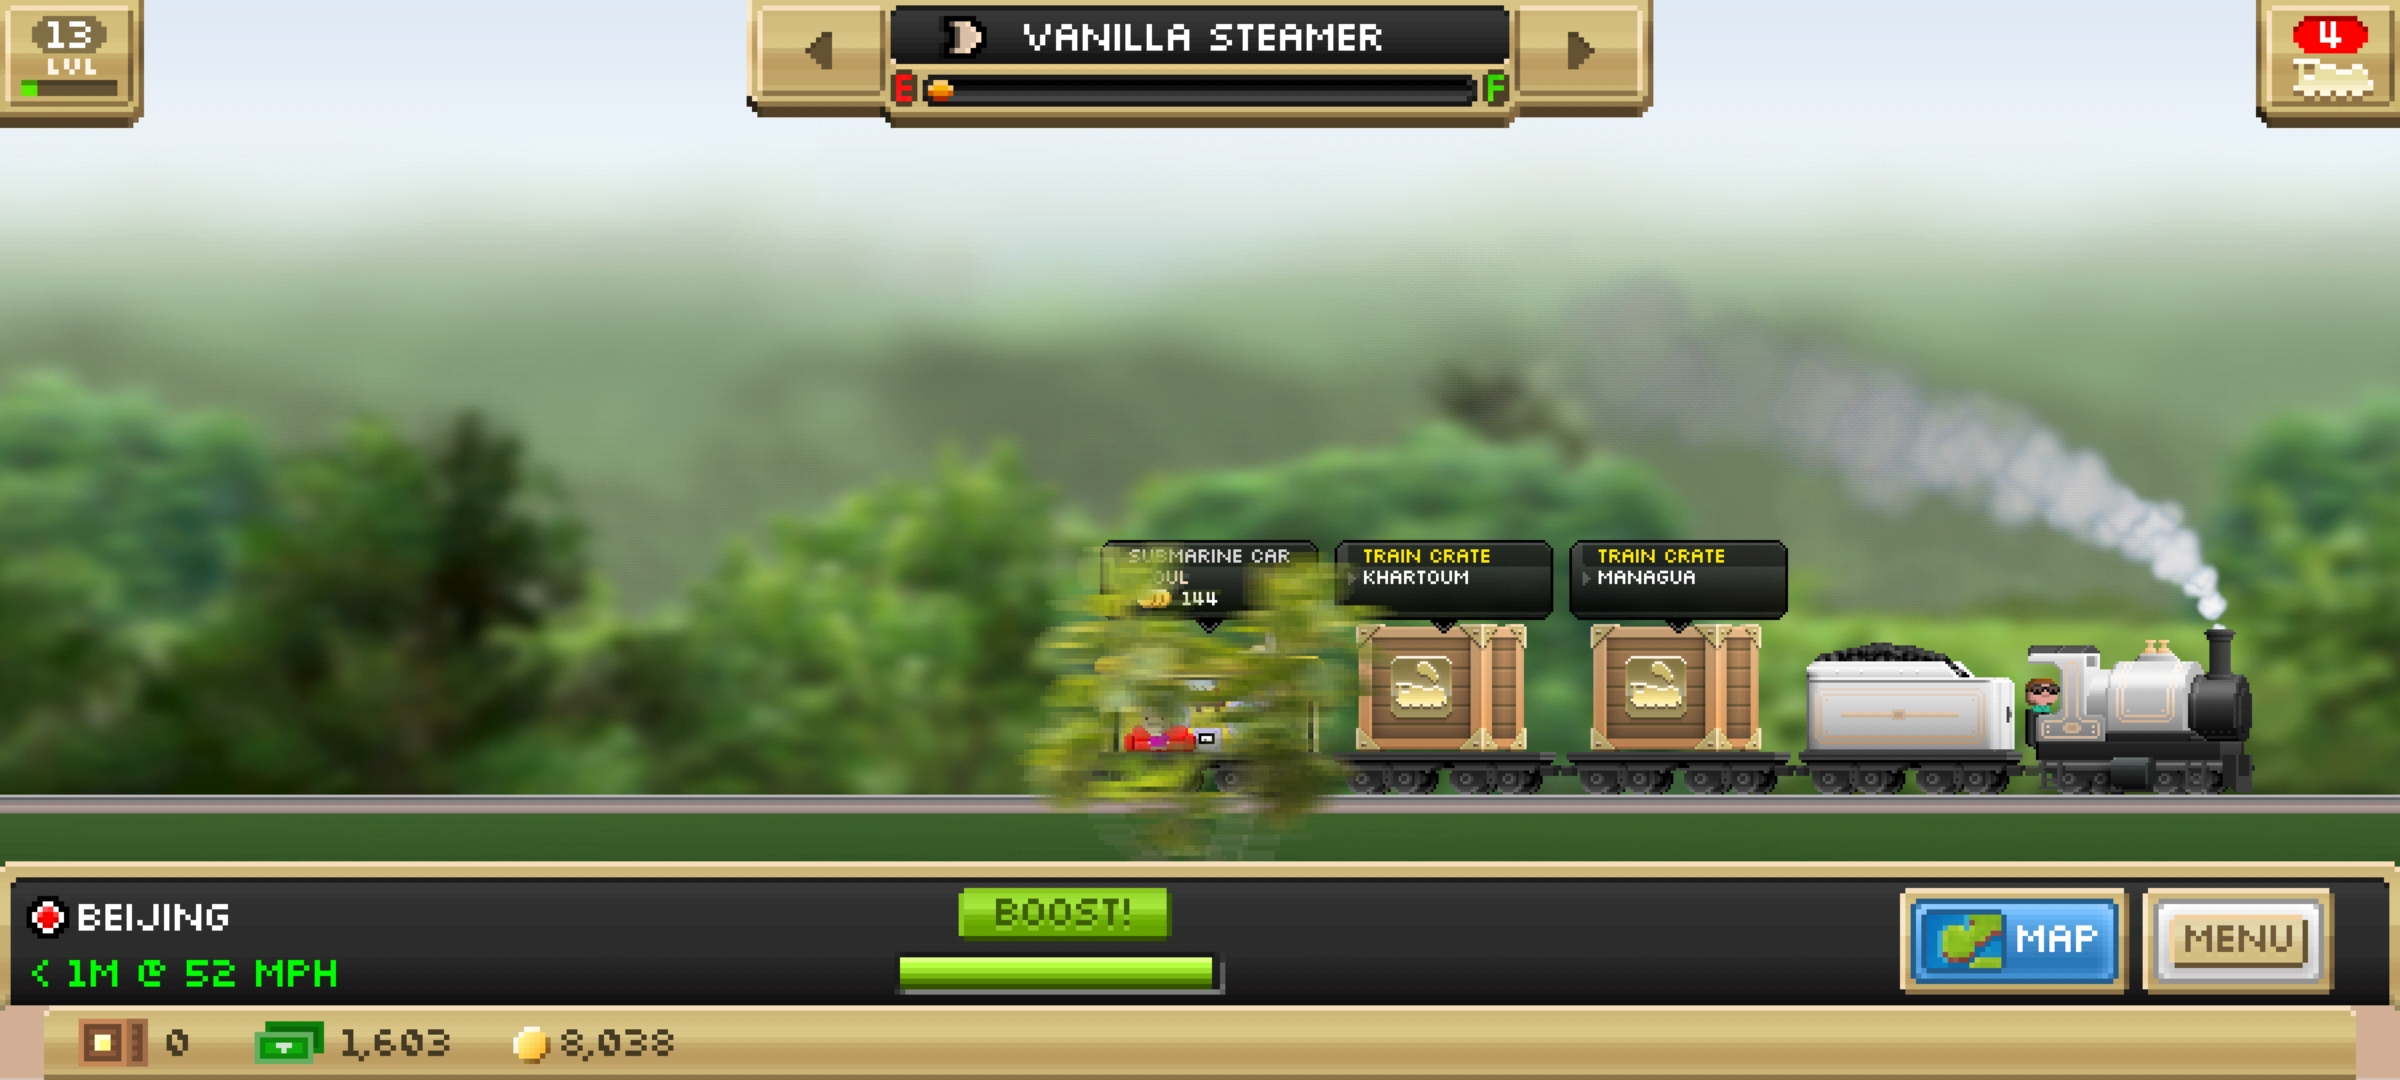 13
LVL
VANILLA STEAMER
E
F
4
SUBMARINE CAR
144
TRAIN CRATE
KHARTOUM
TRAIN CRATE
MANAGUA
BEIJING
< 1M @ 52 MPH
BOOST!
MAP
MENU
0
1,603
8,038